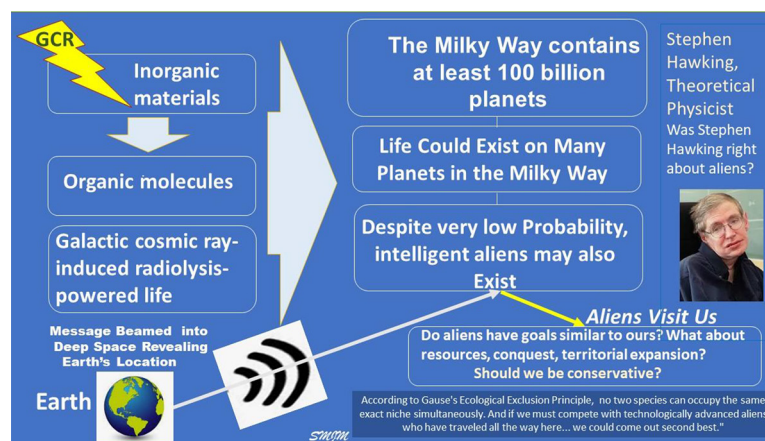 GCR
Inorganic
materials
Organic molecules
Galactic cosmic ray-
induced radiolysis-
powered life
Message Beamed into
Deep Space Revealing
Earth's Location
Earth
The Milky Way contains
at least 100 billion
planets
Life Could Exist on Many
Planets in the Milky Way
Despite very low Probability,
intelligent aliens may also
Exist
Stephen
Hawking,
Theoretical
Physicist
Was Stephen
Hawking right
about aliens?
Aliens Visit Us
Do aliens have goals similar to ours? What about
resources, conquest, territorial expansion?
Should we be conservative?
According to Gause's Ecological Exclusion Principle, no two species can occupy the same
exact niche simultaneously. And if we must compete with technologically advanced aliens
who have traveled all the way here... we could come out second best."
SMJM